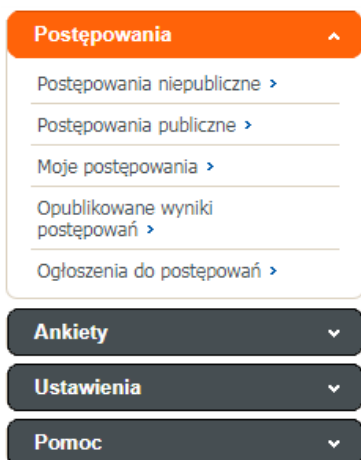 Postępowania
Postępowania niepubliczne
Postępowania publiczne
Moje postępowania
Opublikowane wyniki
postępowań
Ogłoszenia do postępowań
Ankiety
Ustawienia
Pomoc